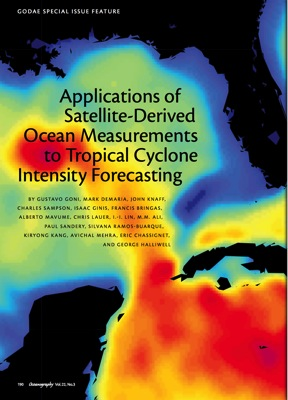 GODAE SPECIAL ISSUE FEATURE
Applications of
Satellite-Derived
Ocean Measurements
to Tropical Cyclone
Intensity Forecasting
BY GUSTAVO GONI, MARK DEMARIA, JOHN KNAFF,
CHARLES SAMPSON, ISAAC GINIS, FRANCIS BRINGAS,
ALBERTO MAVUME, CHRIS LAUER, I.-I. LIN, M.M. ALI,
PAUL SANDERY, SILVANA RAMOS-BUARQUE,
KIRYONG KANG, AVICHAL MEHRA, ERIC CHASSIGNET,
AND GEORGE HALLIWELL
190 Oceanography Vol.22, No.3